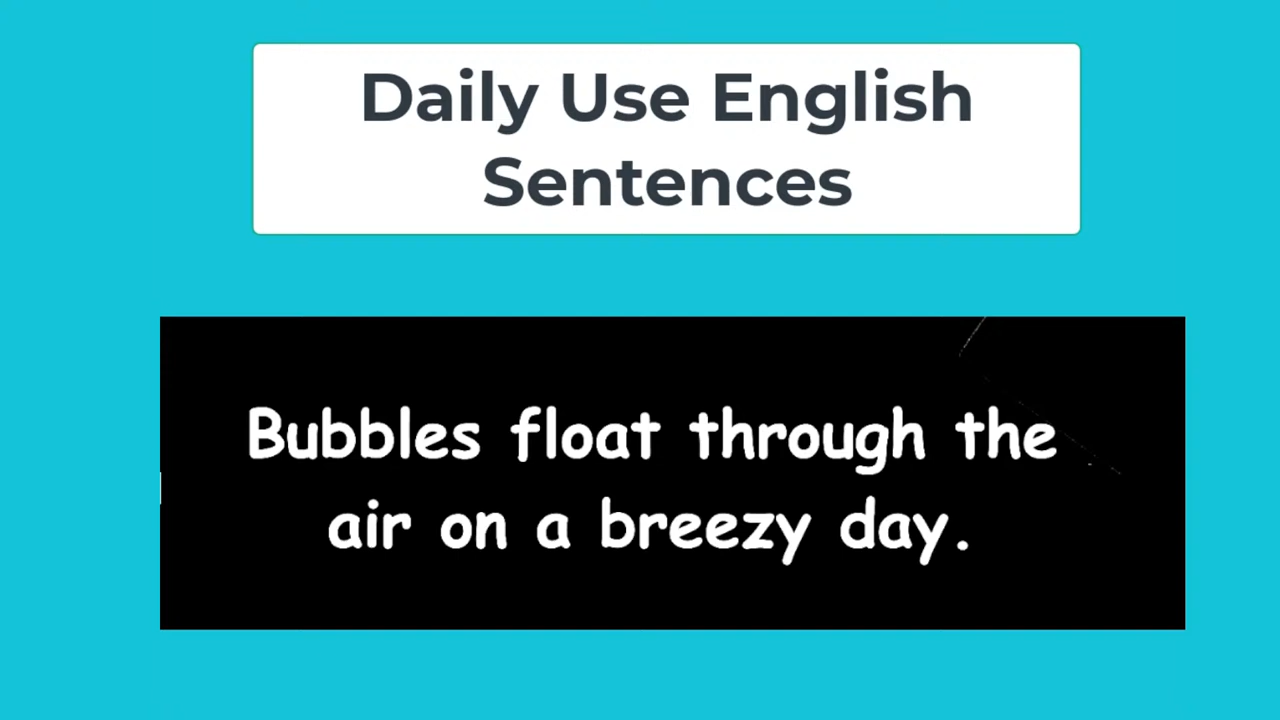 Daily Use English
Sentences
Bubbles float through the
air on a breezy day.